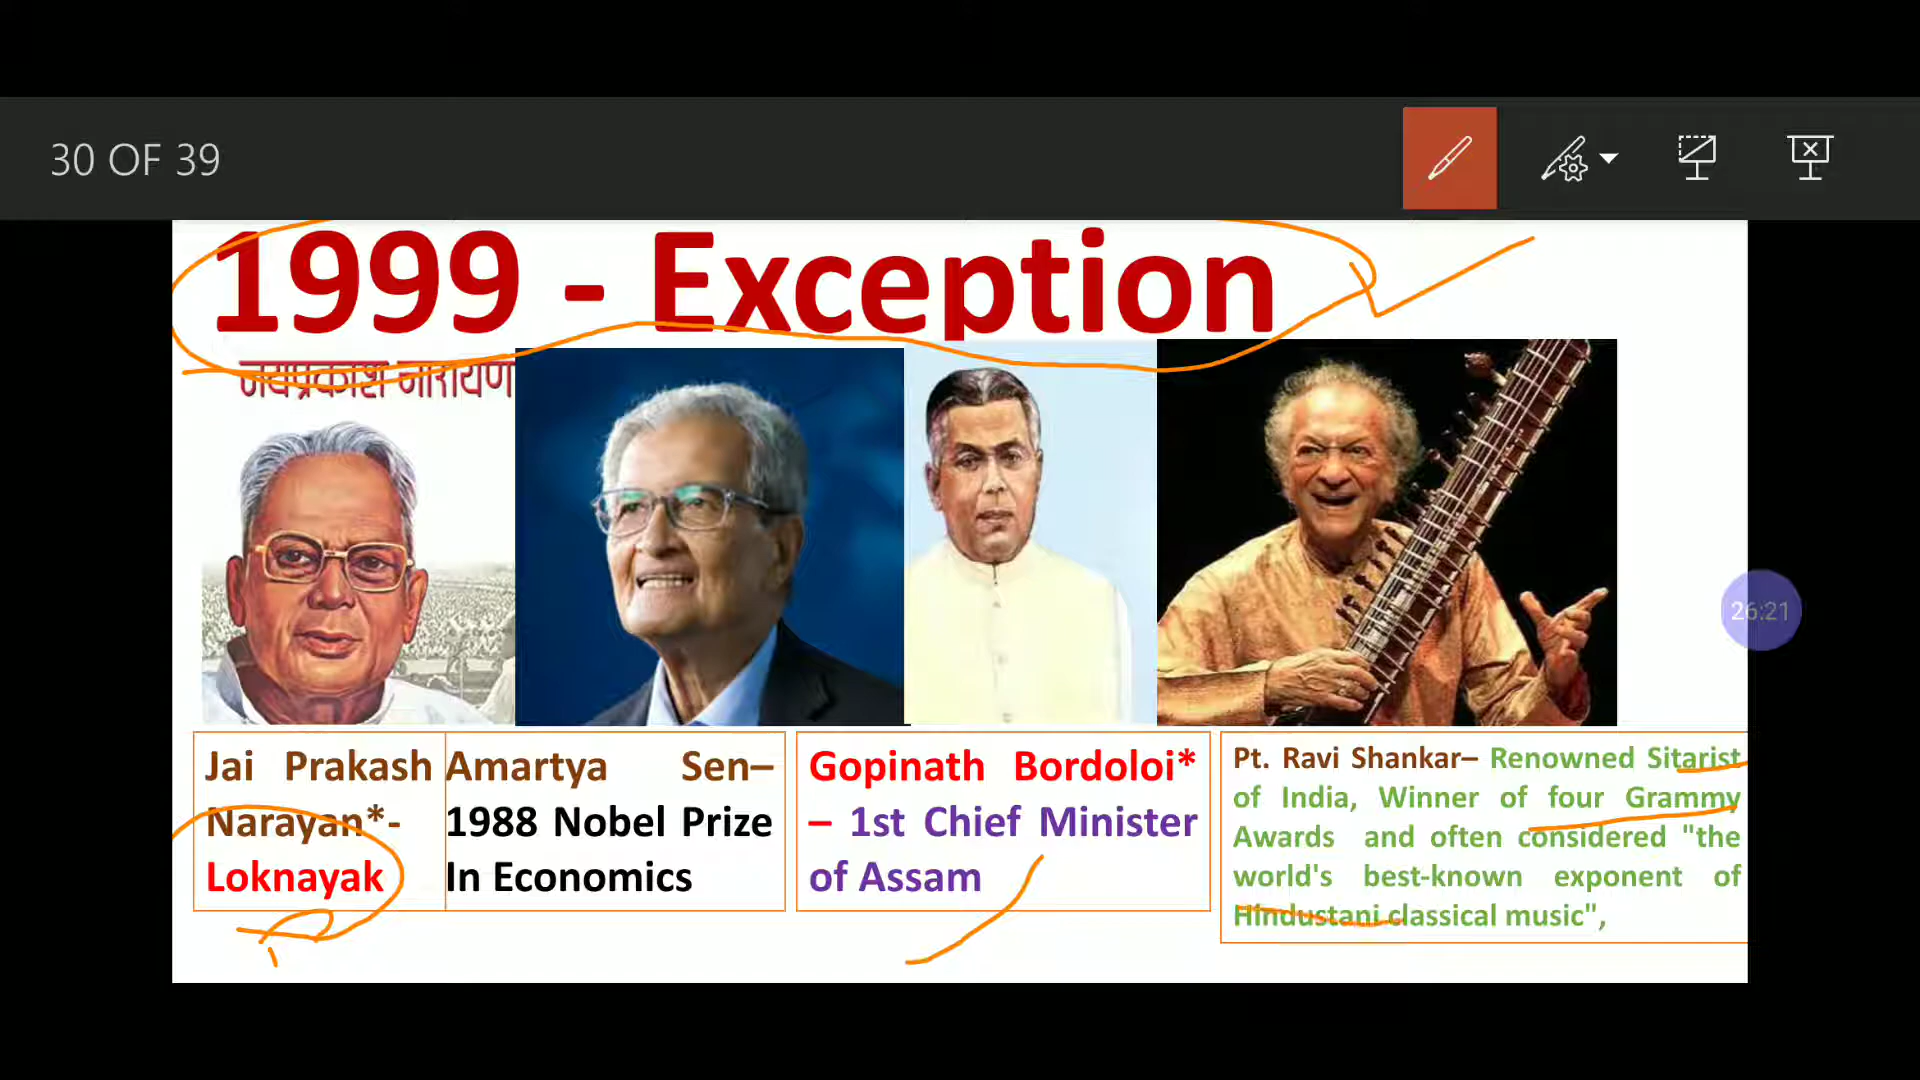 30 OF 39
1999 - Exception
जयप्रकाश नारायण
Jai Prakash
Narayan*-
Loknayak
Amartya Sen–
1988 Nobel Prize
In Economics
Gopinath Bordoloi*
– 1st Chief Minister
of Assam
Pt. Ravi Shankar– Renowned Sitarist
of India, Winner of four Grammy
Awards and often considered "the
world's best-known exponent of
Hindustani classical music",
26:21